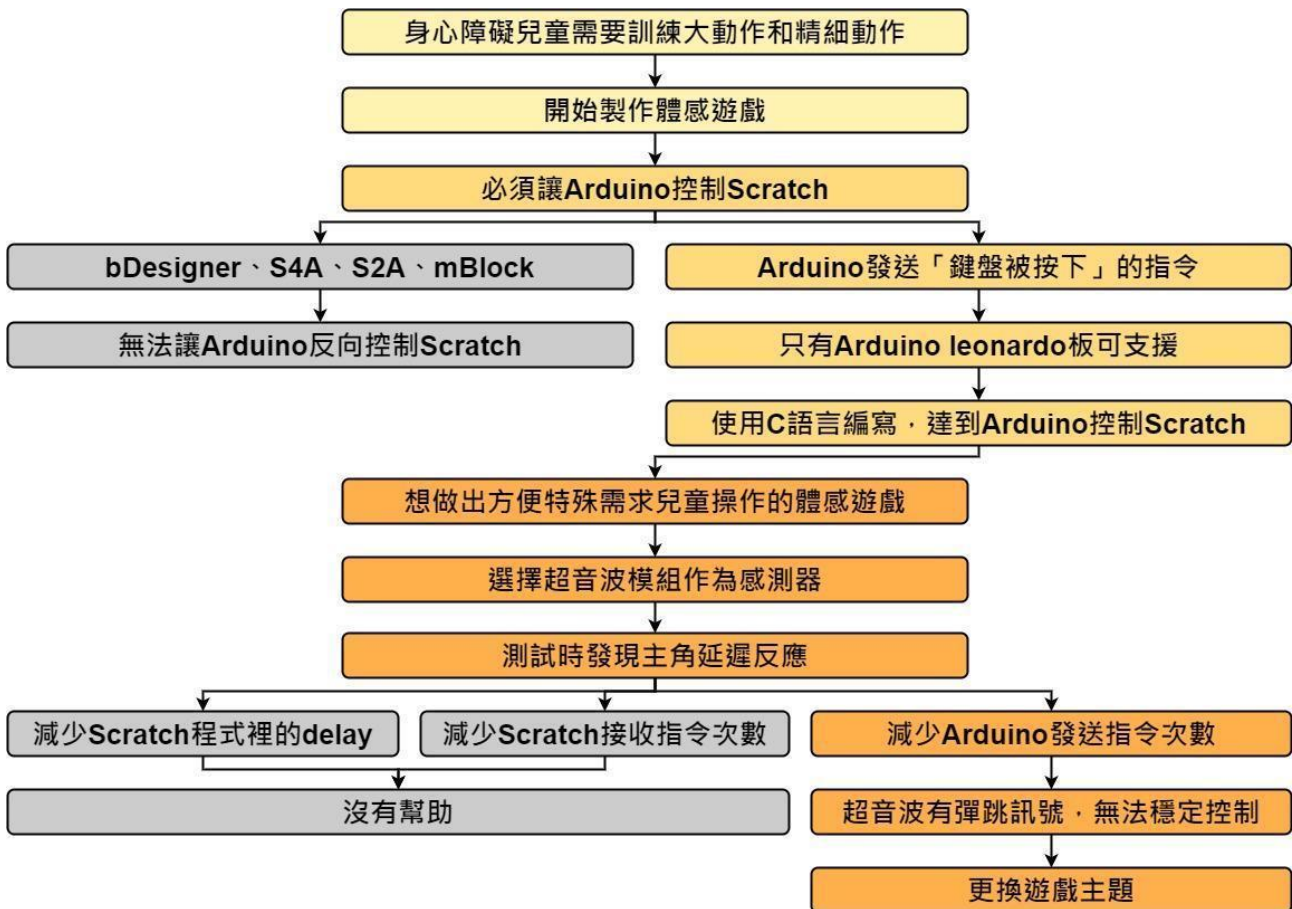 身心障礙兒童需要訓練大動作和精細動作
開始製作體感遊戲
必須讓Arduino控制Scratch
bDesigner、S4A、S2A、mBlock
Arduino發送「鍵盤被按下」的指令
無法讓Arduino反向控制Scratch
只有Arduino leonardo板可支援
使用C語言編寫，達到Arduino控制Scratch
想做出方便特殊需求兒童操作的體感遊戲
選擇超音波模組作為感測器
測試時發現主角延遲反應
減少Scratch程式裡的delay
減少Scratch接收指令次數
減少Arduino發送指令次數
沒有幫助
超音波有彈跳訊號，無法穩定控制
更換遊戲主題